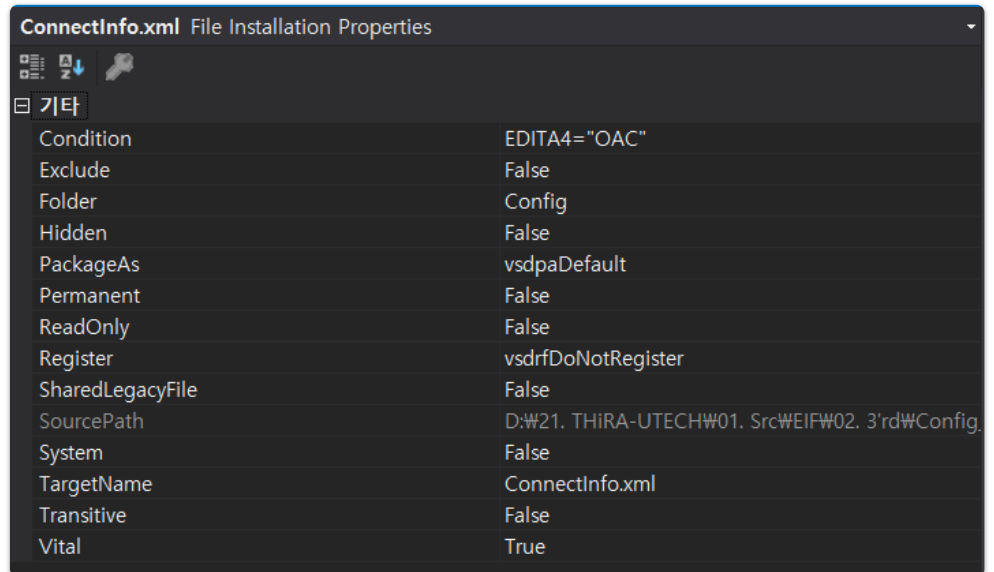 ConnectInfo.xml File Installation Properties
기타
Condition EDITA4="OAC"
Exclude False
Folder Config
Hidden False
PackageAs vsdpaDefault
Permanent False
ReadOnly False
Register vsdrfDoNotRegister
SharedLegacyFile False
SourcePath D:₩21. THiRA-UTECH₩01. Src₩EIF₩02. 3'rd₩Config_
System False
TargetName ConnectInfo.xml
Transitive False
Vital True